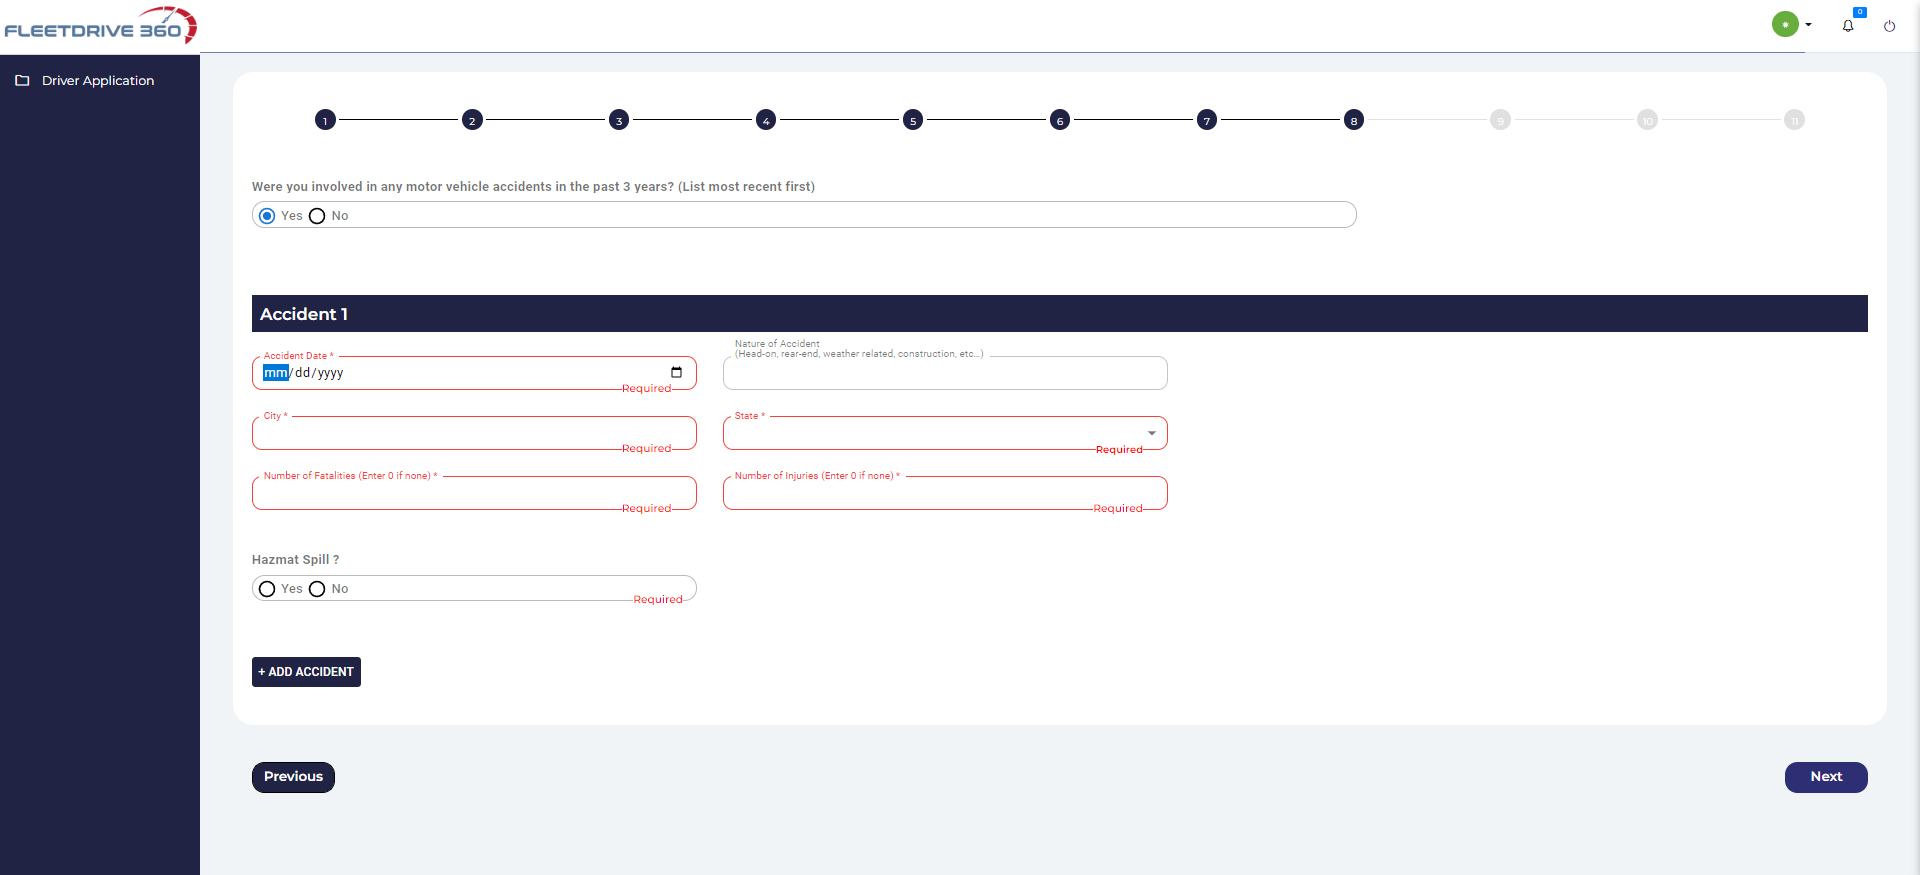 FLEETDRIVE 360
0
Driver Application
1 2 3 4 5 6 7 8 9 10 11
Were you involved in any motor vehicle accidents in the past 3 years? (List most recent first)
Yes No
Accident 1
Accident Date *
mm/dd/yyyy
Required
Nature of Accident
(Head-on, rear-end, weather related, construction, etc...)
City *
Required
State *
Required
Number of Fatalities (Enter 0 if none) *
Required
Number of Injuries (Enter 0 if none) *
Required
Hazmat Spill ?
Yes No
Required
+ ADD ACCIDENT
Previous
Next